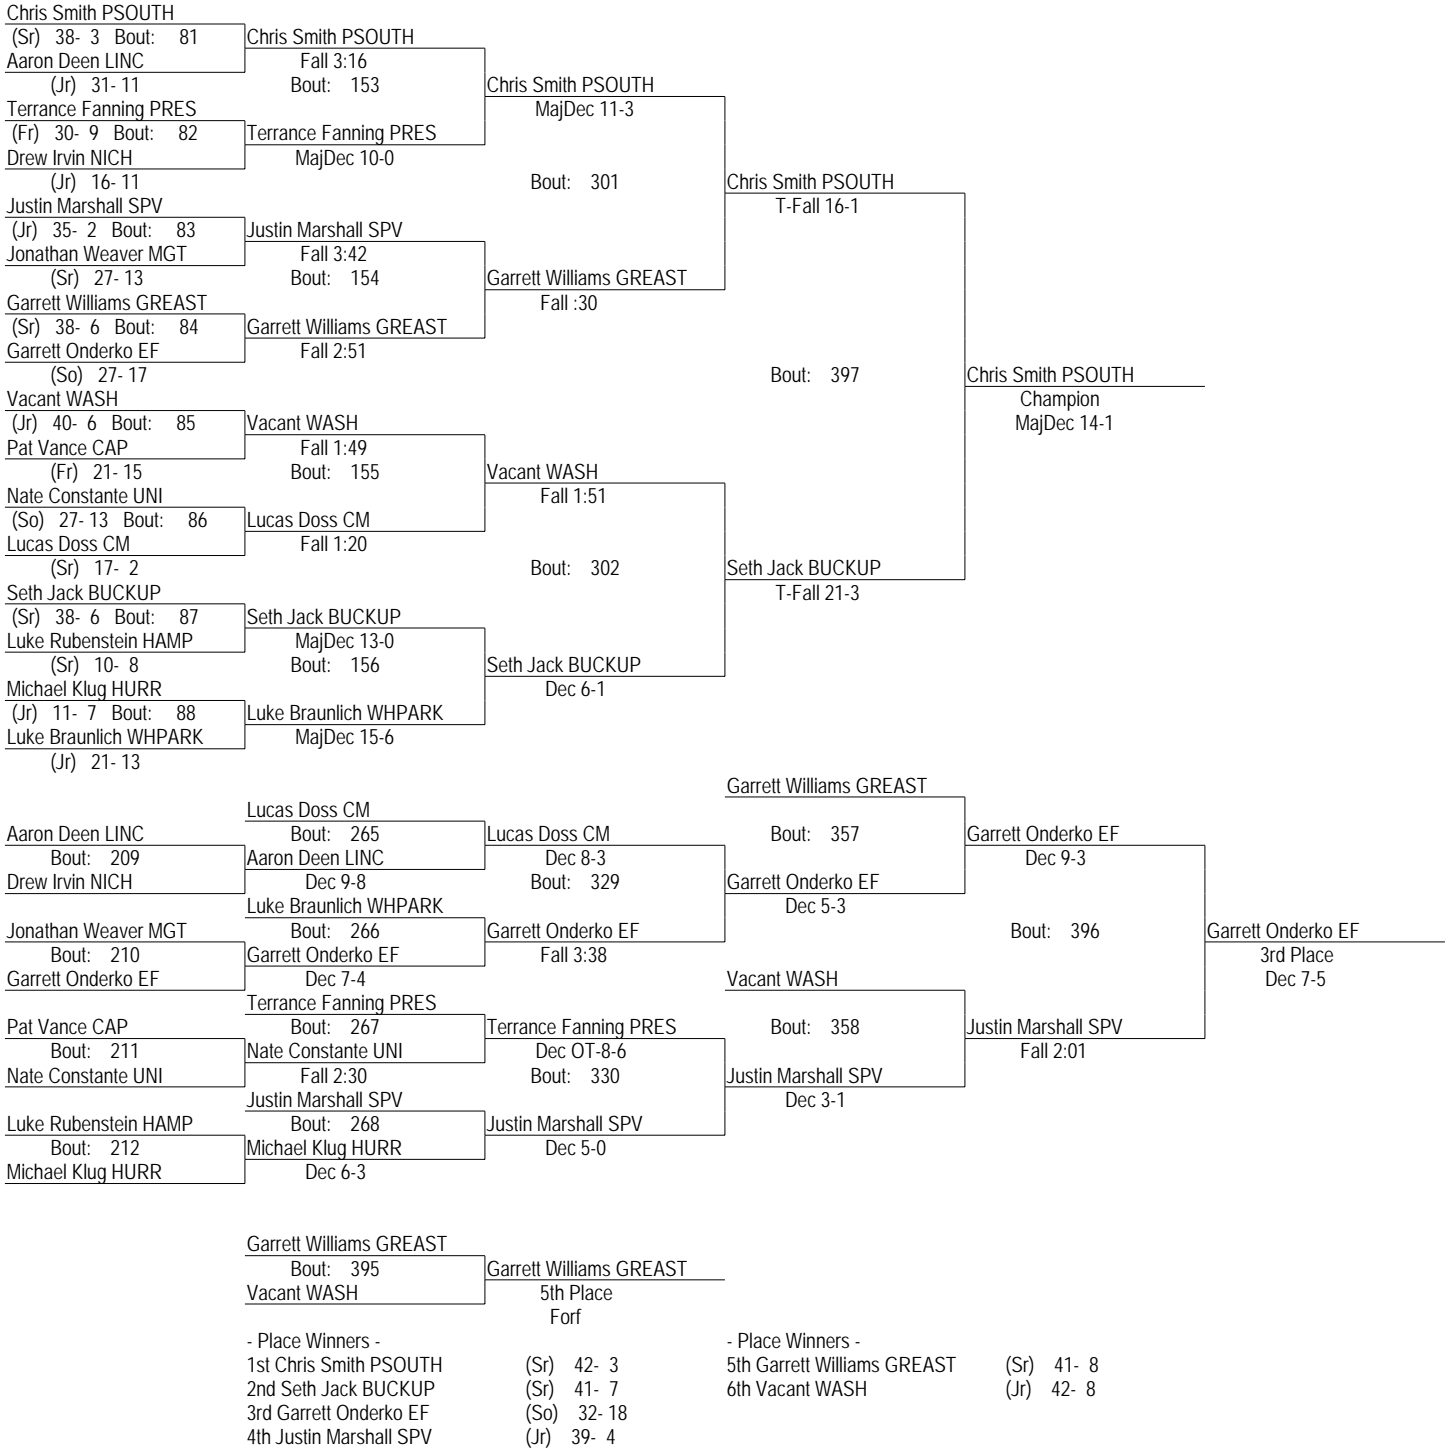 Chris Smith PSOUTH
(Sr) 38- 3 Bout: 81 Chris Smith PSOUTH
Aaron Deen LINC Fall 3:16
(Jr) 31- 11 Bout: 153 Chris Smith PSOUTH
Terrance Fanning PRES MajDec 11-3
(Fr) 30- 9 Bout: 82 Terrance Fanning PRES
Drew Irvin NICH MajDec 10-0
(Jr) 16- 11 Bout: 301 Chris Smith PSOUTH
Justin Marshall SPV T-Fall 16-1
(Jr) 35- 2 Bout: 83 Justin Marshall SPV
Jonathan Weaver MGT Fall 3:42
(Sr) 27- 13 Bout: 154 Garrett Williams GREAST
Garrett Williams GREAST Fall :30
(Sr) 38- 6 Bout: 84 Garrett Williams GREAST
Garrett Onderko EF Fall 2:51
(So) 27- 17 Bout: 397 Chris Smith PSOUTH
Vacant WASH Champion
(Jr) 40- 6 Bout: 85 Vacant WASH MajDec 14-1
Pat Vance CAP Fall 1:49
(Fr) 21- 15 Bout: 155 Vacant WASH
Nate Constante UNI Fall 1:51
(So) 27- 13 Bout: 86 Lucas Doss CM
Lucas Doss CM Fall 1:20
(Sr) 17- 2 Bout: 302 Seth Jack BUCKUP
Seth Jack BUCKUP T-Fall 21-3
(Sr) 38- 6 Bout: 87 Seth Jack BUCKUP
Luke Rubenstein HAMP MajDec 13-0
(Sr) 10- 8 Bout: 156 Seth Jack BUCKUP
Michael Klug HURR Dec 6-1
(Jr) 11- 7 Bout: 88 Luke Braunlich WHPARK
Luke Braunlich WHPARK MajDec 15-6
(Jr) 21- 13
Garrett Williams GREAST
Lucas Doss CM
Aaron Deen LINC Bout: 265 Lucas Doss CM Bout: 357 Garrett Onderko EF
Bout: 209 Aaron Deen LINC Dec 8-3 Dec 9-3
Drew Irvin NICH Dec 9-8 Bout: 329 Garrett Onderko EF
Luke Braunlich WHPARK Dec 5-3
Jonathan Weaver MGT Bout: 266 Garrett Onderko EF Bout: 396 Garrett Onderko EF
Bout: 210 Garrett Onderko EF Fall 3:38 3rd Place
Garrett Onderko EF Dec 7-4 Vacant WASH Dec 7-5
Terrance Fanning PRES
Pat Vance CAP Bout: 267 Terrance Fanning PRES Bout: 358 Justin Marshall SPV
Bout: 211 Nate Constante UNI Dec OT-8-6 Fall 2:01
Nate Constante UNI Fall 2:30 Bout: 330 Justin Marshall SPV
Justin Marshall SPV Dec 3-1
Luke Rubenstein HAMP Bout: 268 Justin Marshall SPV
Bout: 212 Michael Klug HURR Dec 5-0
Michael Klug HURR Dec 6-3
Garrett Williams GREAST
Bout: 395 Garrett Williams GREAST
Vacant WASH 5th Place
Forf
- Place Winners - - Place Winners -
1st Chris Smith PSOUTH (Sr) 42- 3 5th Garrett Williams GREAST (Sr) 41- 8
2nd Seth Jack BUCKUP (Sr) 41- 7 6th Vacant WASH (Jr) 42- 8
3rd Garrett Onderko EF (So) 32- 18
4th Justin Marshall SPV (Jr) 39- 4